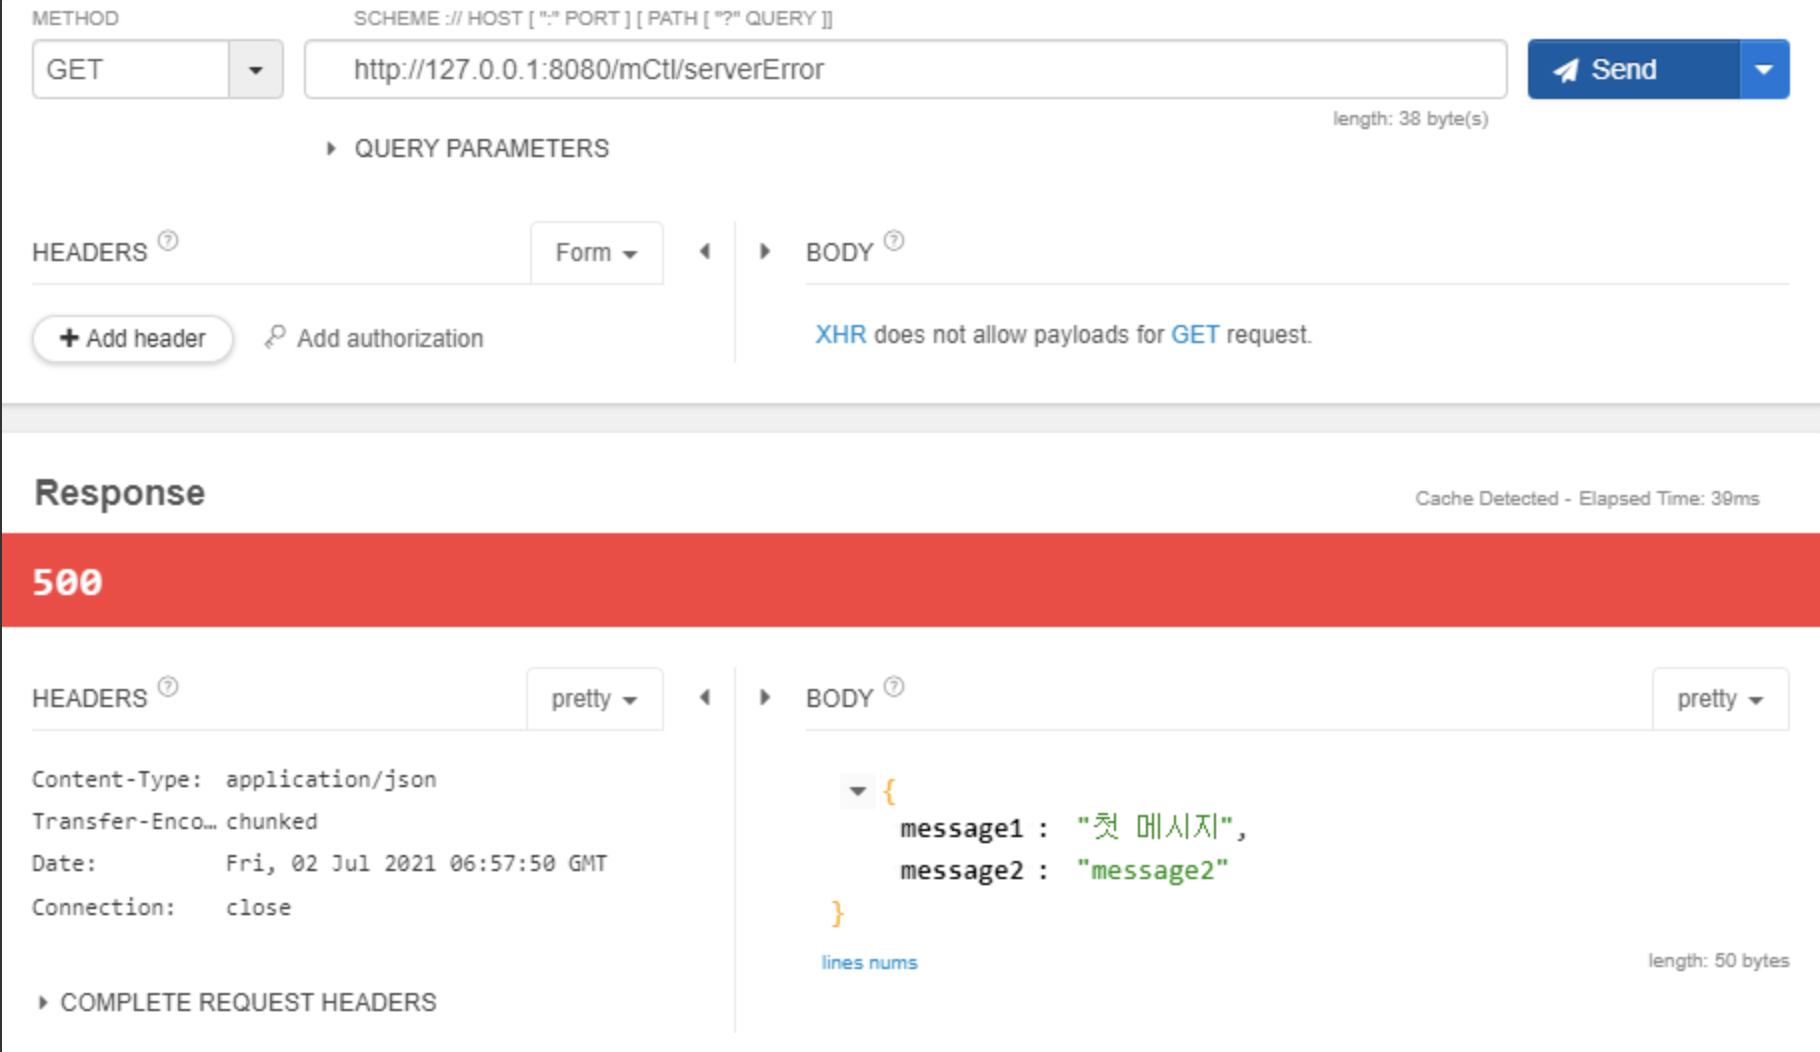 METHOD
SCHEME :// HOST [ ":" PORT ] [ PATH [ "?" QUERY ]]
GET
http://127.0.0.1:8080/mCtl/serverError
Send
length: 38 byte(s)
QUERY PARAMETERS
HEADERS ?
Form
BODY ?
+ Add header
Add authorization
XHR does not allow payloads for GET request.
Response
Cache Detected - Elapsed Time: 39ms
500
HEADERS ?
pretty
BODY ?
pretty
Content-Type: application/json
Transfer-Enco… chunked
Date: Fri, 02 Jul 2021 06:57:50 GMT
Connection: close
COMPLETE REQUEST HEADERS
{
message1 : "첫 메시지",
message2 : "message2"
}
lines nums
length: 50 bytes